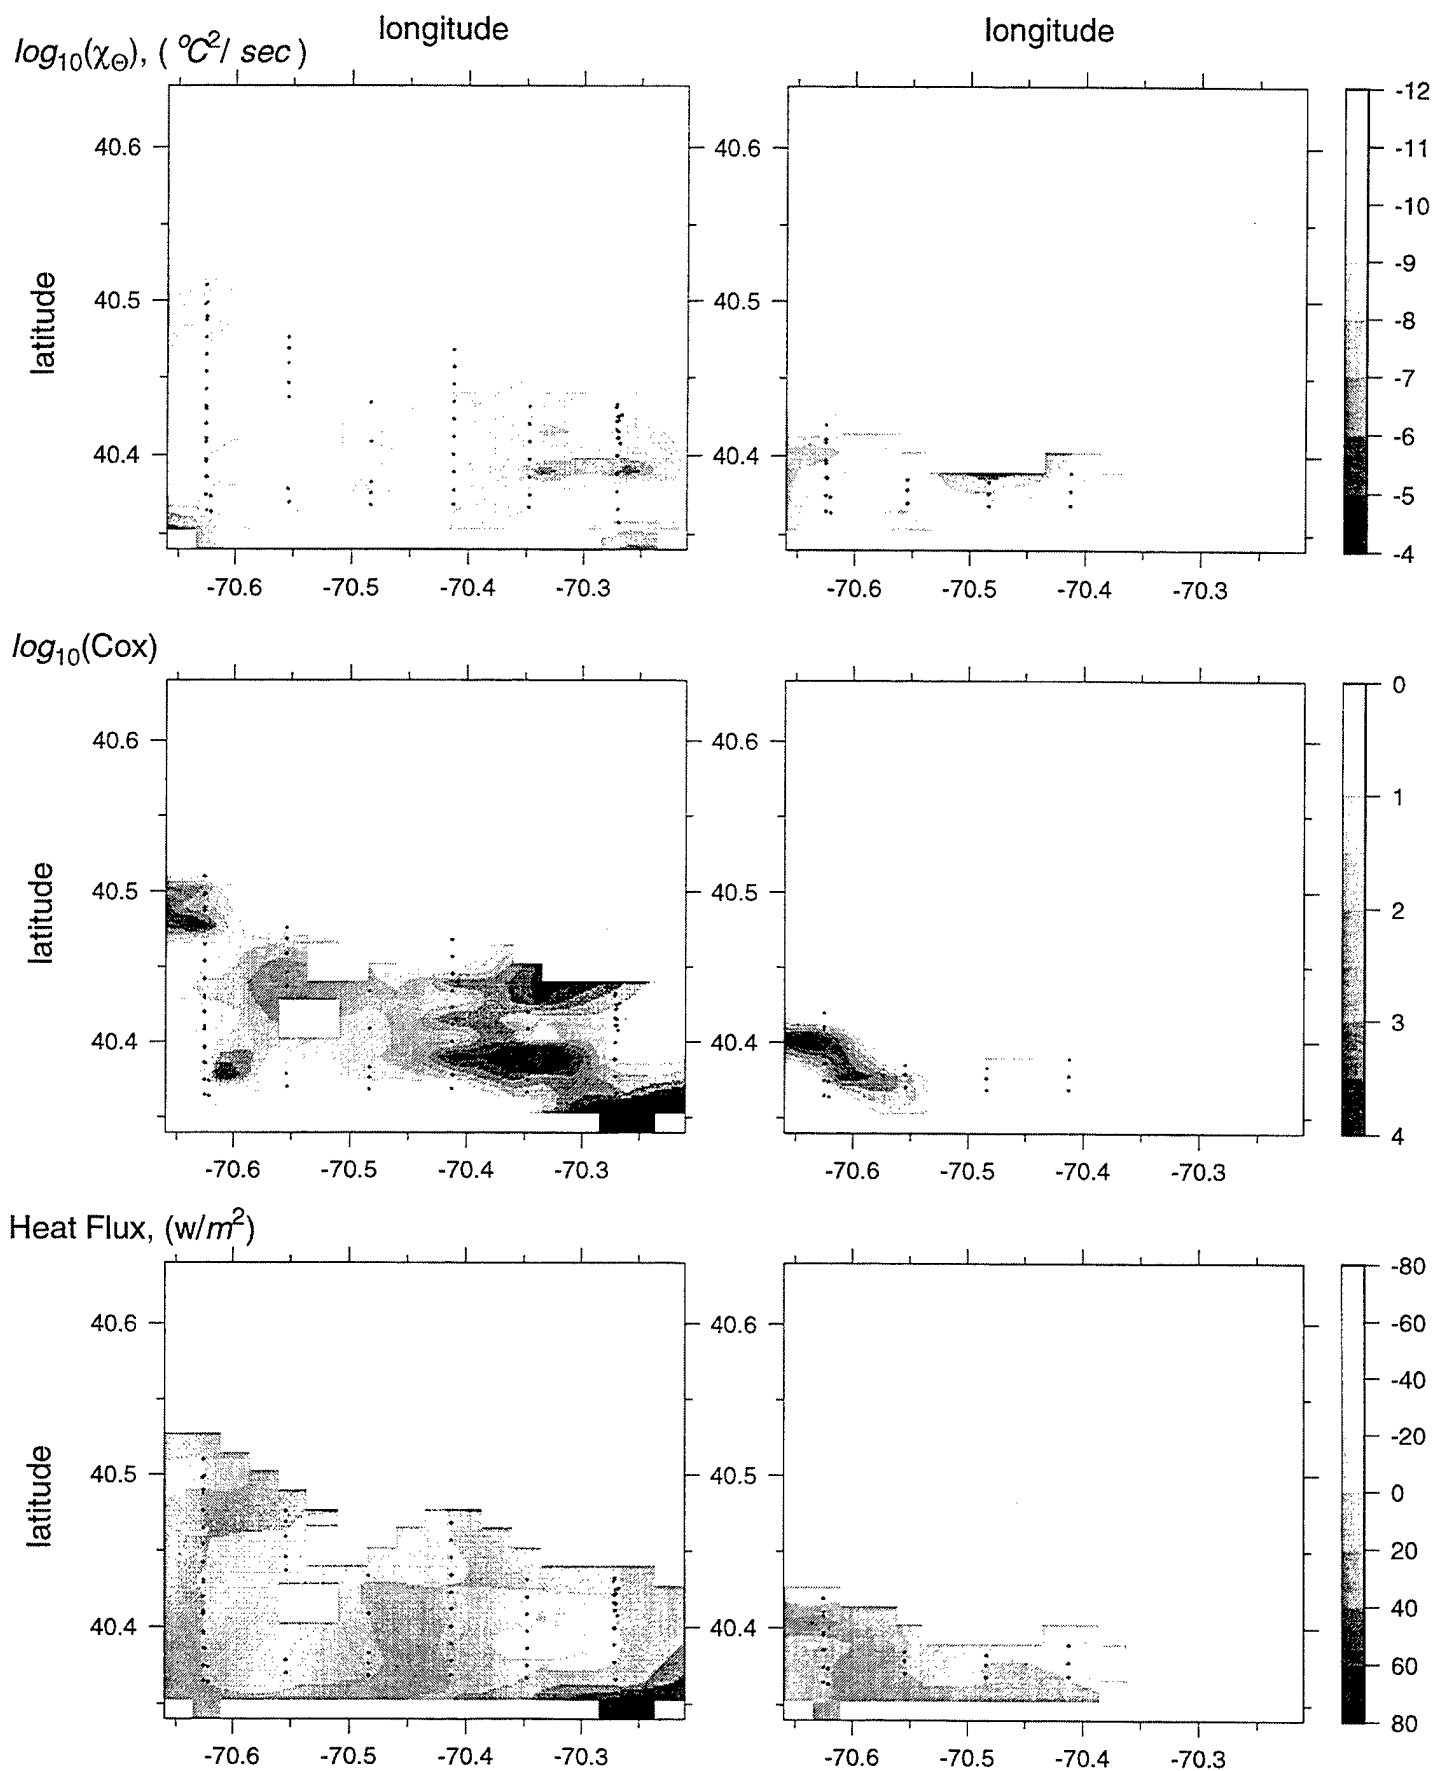 longitude longitude
log10(χΘ), ( °C2/ sec )
-12
40.6 40.6 -11
-10
latitude 40.5 40.5 -9
-8
-7
40.4 40.4 -6
-5
-4
-70.6 -70.5 -70.4 -70.3 -70.6 -70.5 -70.4 -70.3
log10(Cox)
0
40.6 40.6
1
latitude 40.5 40.5
2
40.4 40.4 3
4
-70.6 -70.5 -70.4 -70.3 -70.6 -70.5 -70.4 -70.3
Heat Flux, (w/m2)
-80
40.6 40.6 -60
-40
-20
latitude 40.5 40.5 0
20
40.4 40.4 40
60
80
-70.6 -70.5 -70.4 -70.3 -70.6 -70.5 -70.4 -70.3